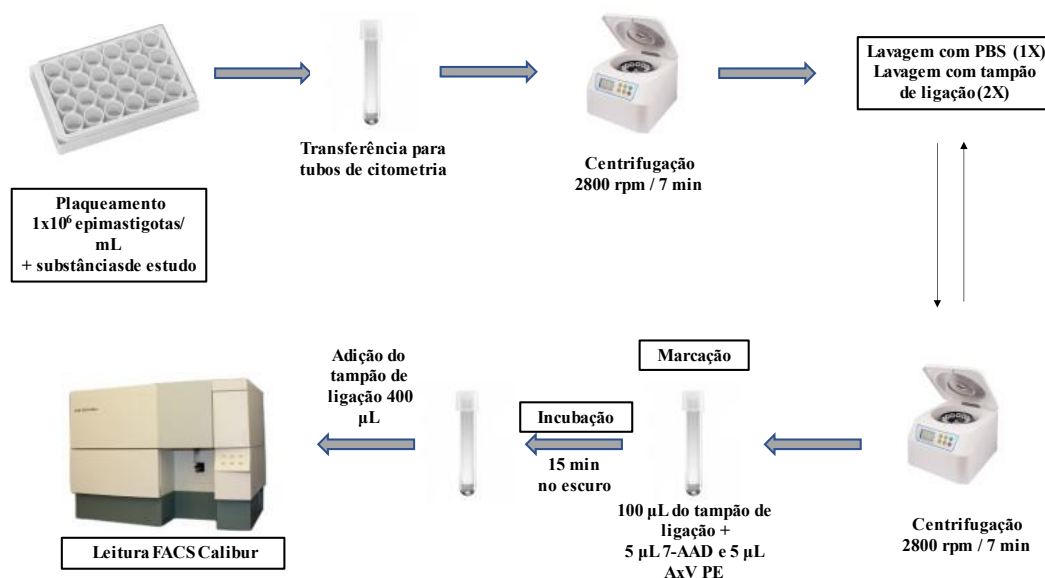 Plaqueamento
1x10⁶ epimastigotas/
mL
+ substânciasde estudo
Transferência para
tubos de citometria
Centrifugação
2800 rpm / 7 min
Lavagem com PBS (1X)
Lavagem com tampão
de ligação(2X)
Centrifugação
2800 rpm / 7 min
Marcação
100 µL do tampão de
ligação +
5 µL 7-AAD e 5 µL
AxV PE
Incubação
15 min
no escuro
Adição do
tampão de
ligação 400
µL
Leitura FACS Calibur